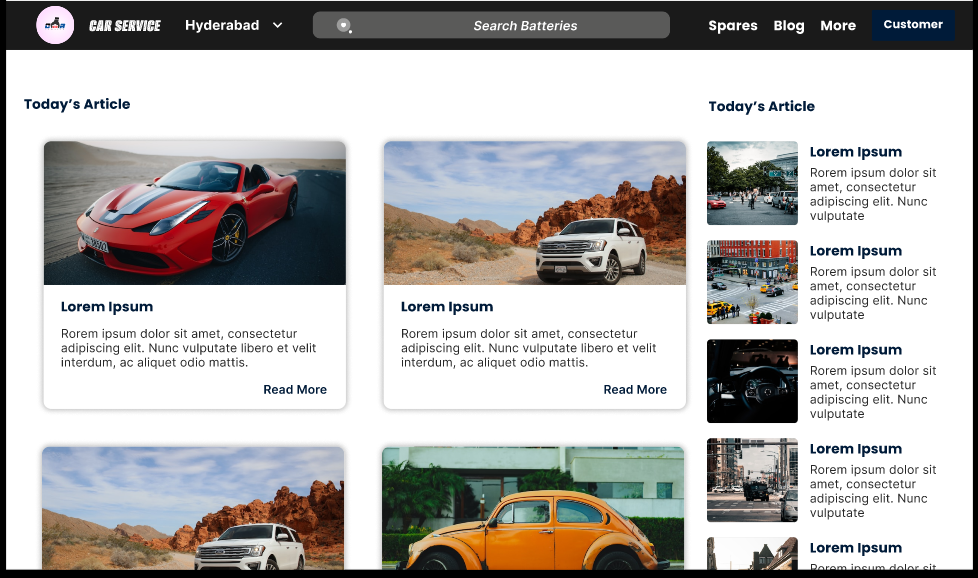 CAR SERVICE
Hyderabad
Search Batteries
Spares
Blog
More
Customer
Today's Article
Lorem Ipsum
Rorem ipsum dolor sit amet, consectetur
adipiscing elit. Nunc vulputate libero et velit
interdum, ac aliquet odio mattis.
Read More
Lorem Ipsum
Rorem ipsum dolor sit amet, consectetur
adipiscing elit. Nunc vulputate libero et velit
interdum, ac aliquet odio mattis.
Read More
Today's Article
Lorem Ipsum
Rorem ipsum dolor sit
amet, consectetur
adipiscing elit. Nunc
vulputate
Lorem Ipsum
Rorem ipsum dolor sit
amet, consectetur
adipiscing elit. Nunc
vulputate
Lorem Ipsum
Rorem ipsum dolor sit
amet, consectetur
adipiscing elit. Nunc
vulputate
Lorem Ipsum
Rorem ipsum dolor sit
amet, consectetur
adipiscing elit. Nunc
vulputate
Lorem Ipsum
Rorem ipsum dolor sit